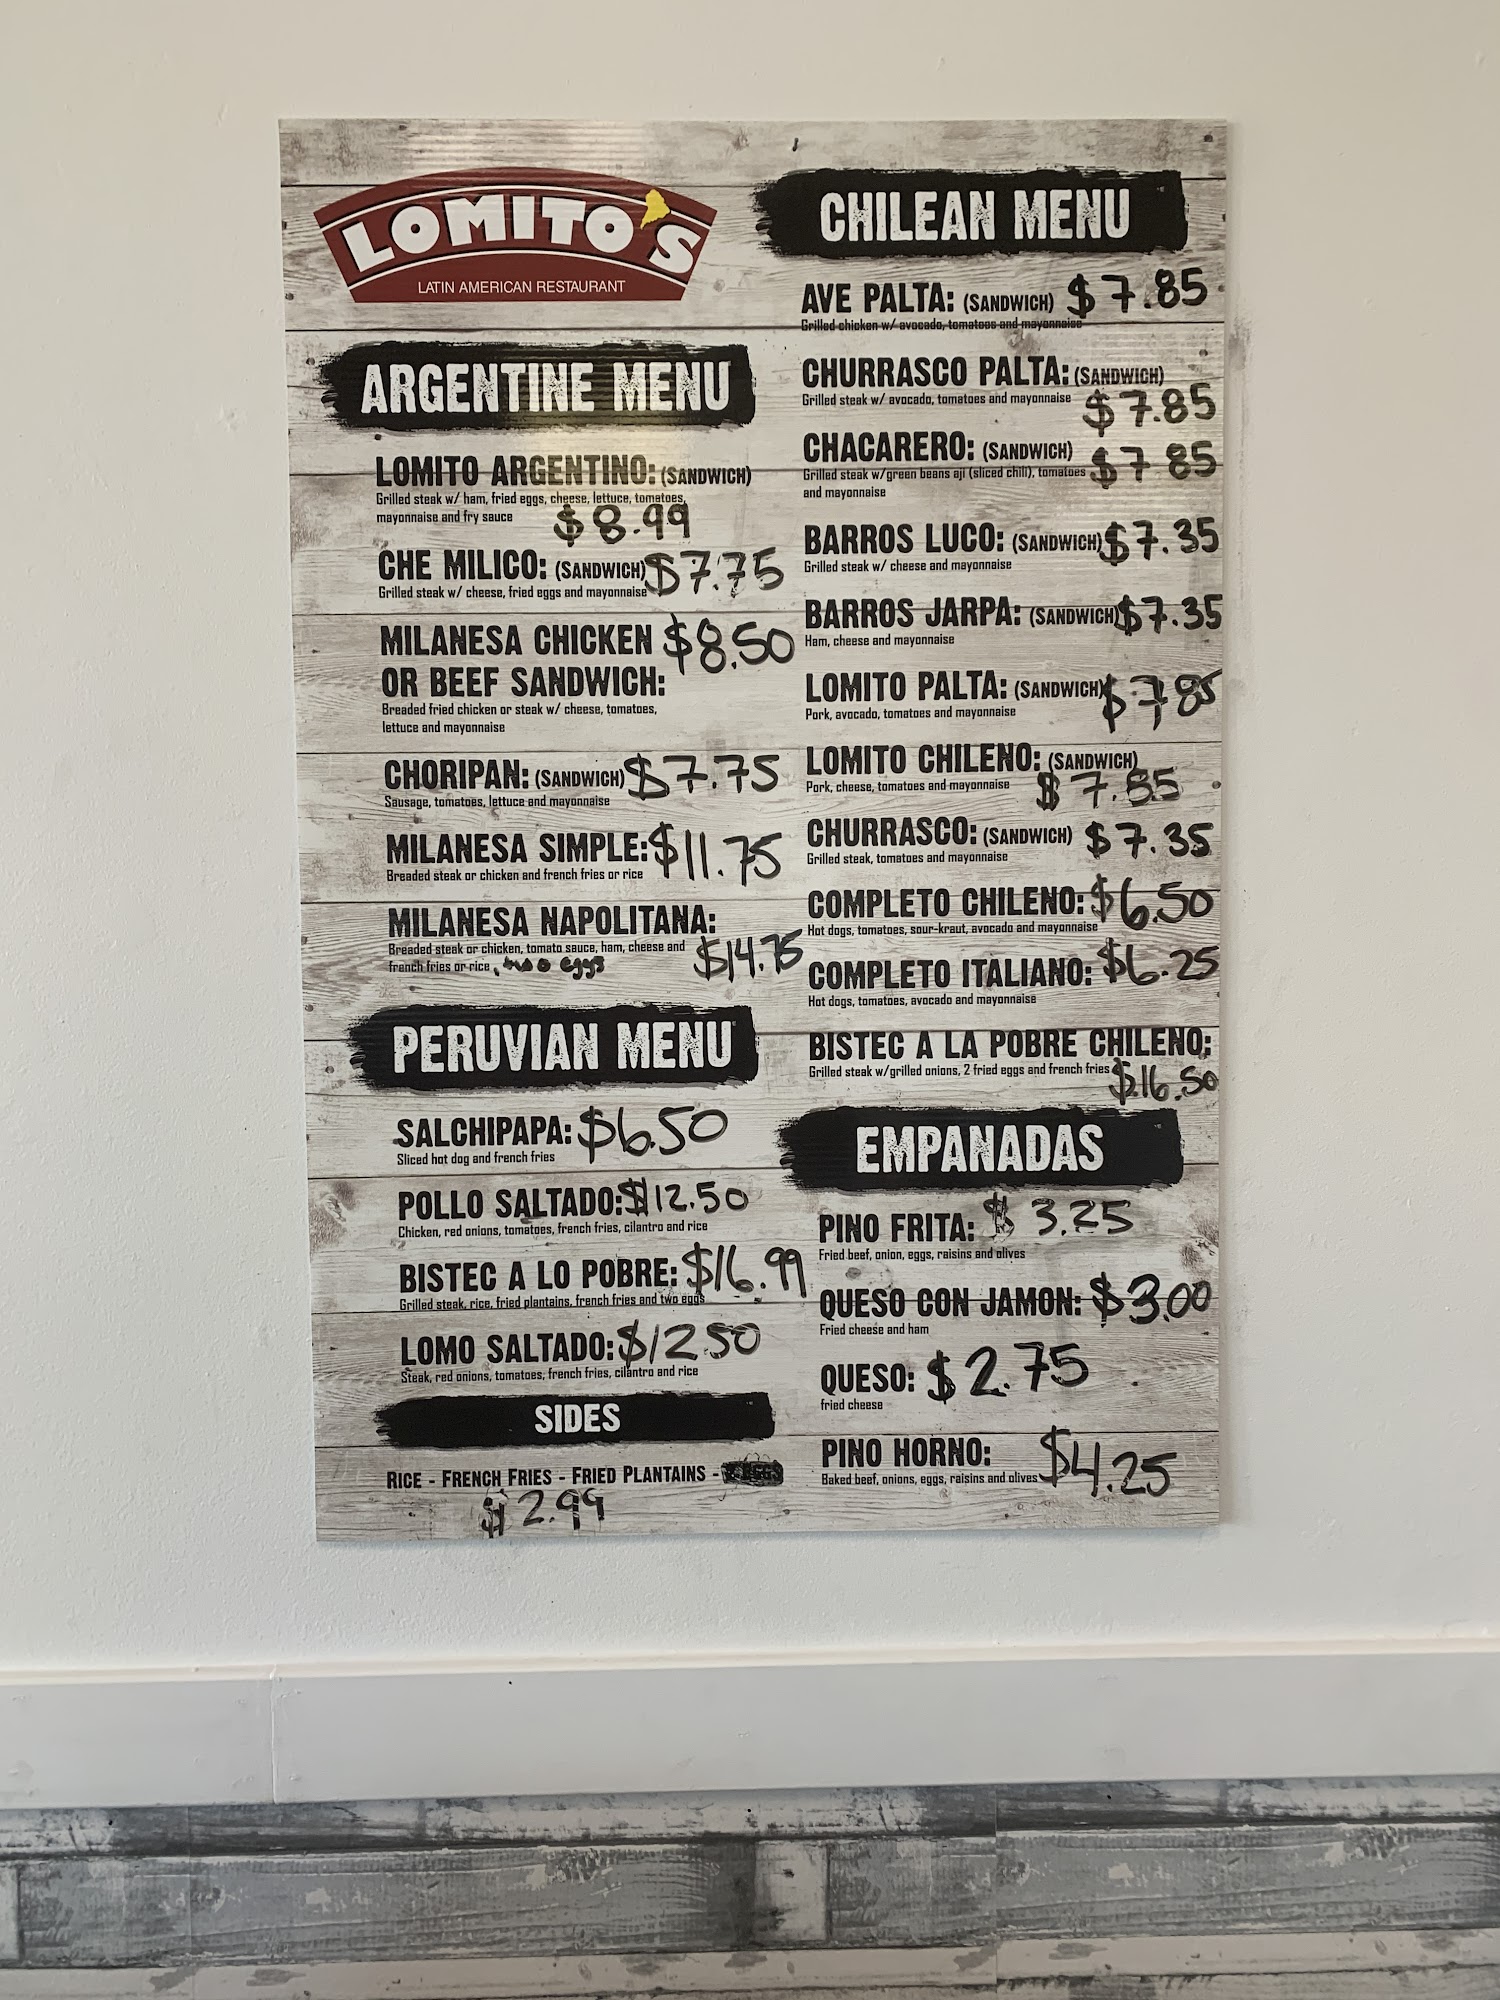 LOMITO'S
LATIN AMERICAN RESTAURANT
ARGENTINE MENU
LOMITO ARGENTINO: (SANDWICH)
Grilled steak w/ ham, fried eggs, cheese, lettuce, tomatoes,
mayonnaise and fry sauce $8.99
CHE MILICO: (SANDWICH) $7.75
Grilled steak w/ cheese, fried eggs and mayonnaise
MILANESA CHICKEN $8.50
OR BEEF SANDWICH:
Breaded fried chicken or steak w/ cheese, tomatoes,
lettuce and mayonnaise
CHORIPAN: (SANDWICH) $7.75
Sausage, tomatoes, lettuce and mayonnaise
MILANESA SIMPLE: $11.75
Breaded steak or chicken and french fries or rice
MILANESA NAPOLITANA:
Breaded steak or chicken, tomato sauce, ham, cheese and
french fries or rice, two eggs $14.75
PERUVIAN MENU
SALCHIPAPA: $6.50
Sliced hot dog and french fries
POLLO SALTADO: $12.50
Chicken, red onions, tomatoes, french fries, cilantro and rice
BISTEC A LO POBRE: $16.99
Grilled steak, rice, fried plantains, french fries and two eggs
LOMO SALTADO: $12.50
Steak, red onions, tomatoes, french fries, cilantro and rice
SIDES
RICE - FRENCH FRIES - FRIED PLANTAINS -
$2.99
CHILEAN MENU
AVE PALTA: (SANDWICH) $7.85
Grilled chicken w/ avocado, tomatoes and mayonnaise
CHURRASCO PALTA: (SANDWICH)
Grilled steak w/ avocado, tomatoes and mayonnaise $7.85
CHACARERO: (SANDWICH) $7.85
Grilled steak w/green beans aji (sliced chili), tomatoes
and mayonnaise
BARROS LUCO: (SANDWICH) $7.35
Grilled steak w/ cheese and mayonnaise
BARROS JARPA: (SANDWICH) $7.35
Ham, cheese and mayonnaise
LOMITO PALTA: (SANDWICH) $7.85
Pork, avocado, tomatoes and mayonnaise
LOMITO CHILENO: (SANDWICH)
Pork, cheese, tomatoes and mayonnaise
CHURRASCO: (SANDWICH) $7.35
Grilled steak, tomatoes and mayonnaise
COMPLETO CHILENO: $6.50
Hot dogs, tomatoes, sour-kraut, avocado and mayonnaise
COMPLETO ITALIANO: $6.25
Hot dogs, tomatoes, avocado and mayonnaise
BISTEC A LA POBRE CHILENO:
Grilled steak w/grilled onions, 2 fried eggs and french fries $16.50
EMPANADAS
PINO FRITA: $3.25
Fried beef, onion, eggs, raisins and olives
QUESO CON JAMON: $3.00
Fried cheese and ham
QUESO: $2.75
fried cheese
PINO HORNO: $4.25
Baked beef, onions, eggs, raisins and olives